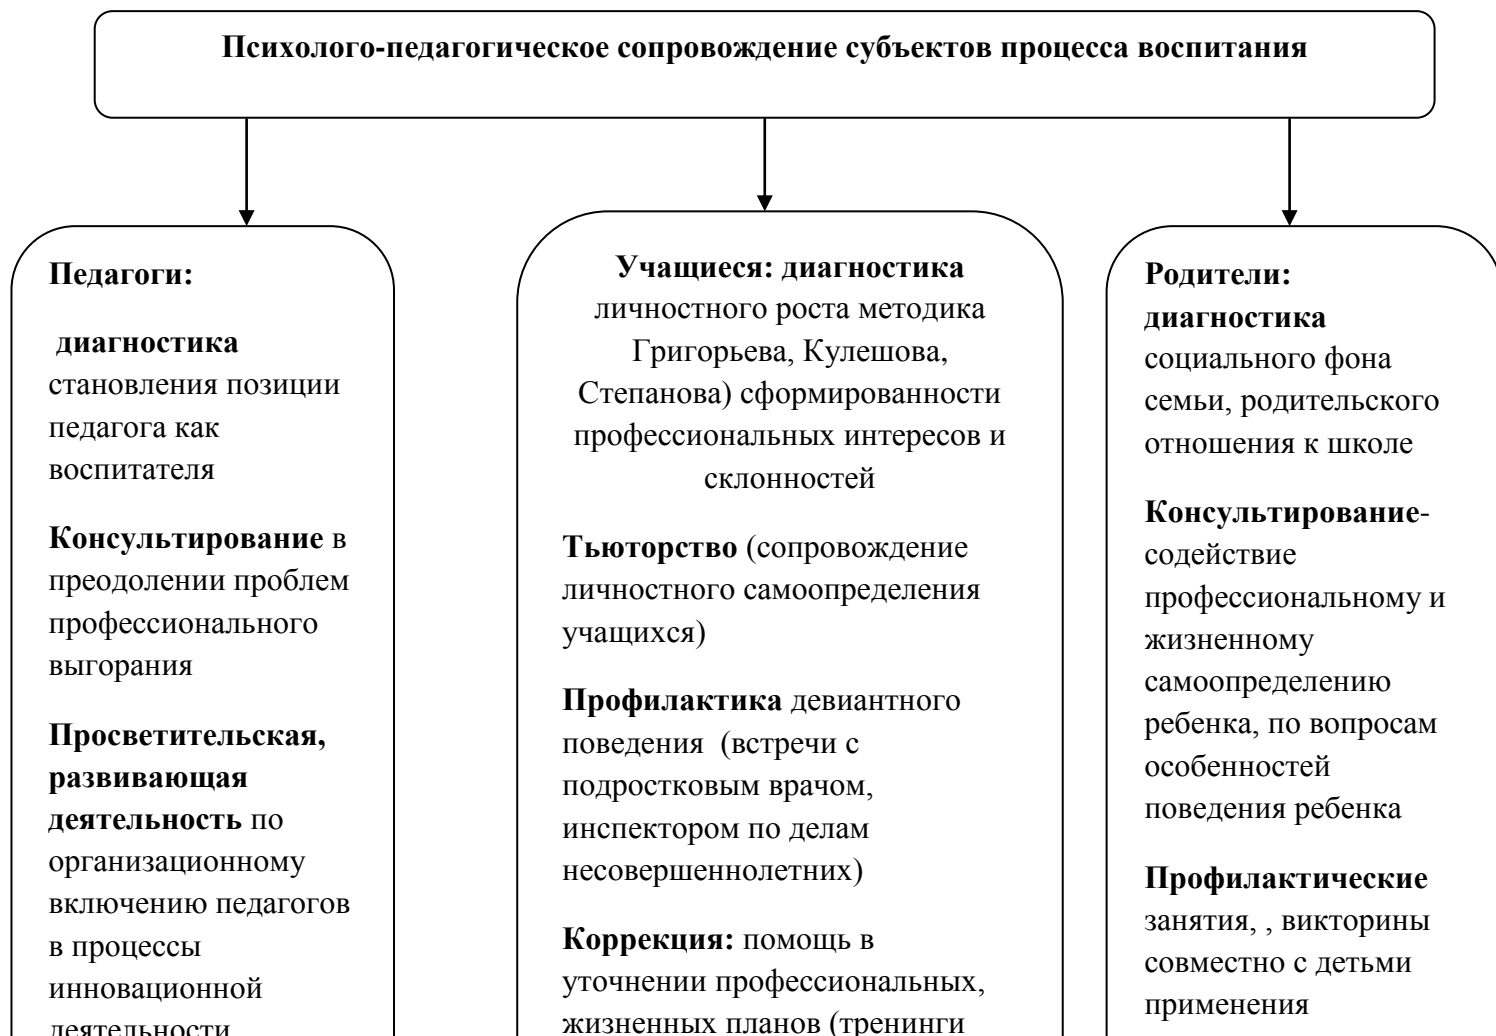 Психолого-педагогическое сопровождение субъектов процесса воспитания
Педагоги:
диагностика
становления позиции
педагога как
воспитателя
Консультирование в
преодолении проблем
профессионального
выгорания
Просветительская,
развивающая
деятельность по
организационному
включению педагогов
в процессы
инновационной
деятельности
Учащиеся: диагностика
личностного роста методика
Григорьева, Кулешова,
Степанова) сформированности
профессиональных интересов и
склонностей
Тьюторство (сопровождение
личностного самоопределения
учащихся)
Профилактика девиантного
поведения (встречи с
подростковым врачом,
инспектором по делам
несовершеннолетних)
Коррекция: помощь в
уточнении профессиональных,
жизненных планов (тренинги
Родители:
диагностика
социального фона
семьи, родительского
отношения к школе
Консультирование-
содействие
профессиональному и
жизненному
самоопределению
ребенка, по вопросам
особенностей
поведения ребенка
Профилактические
занятия, , викторины
совместно с детьми
применения